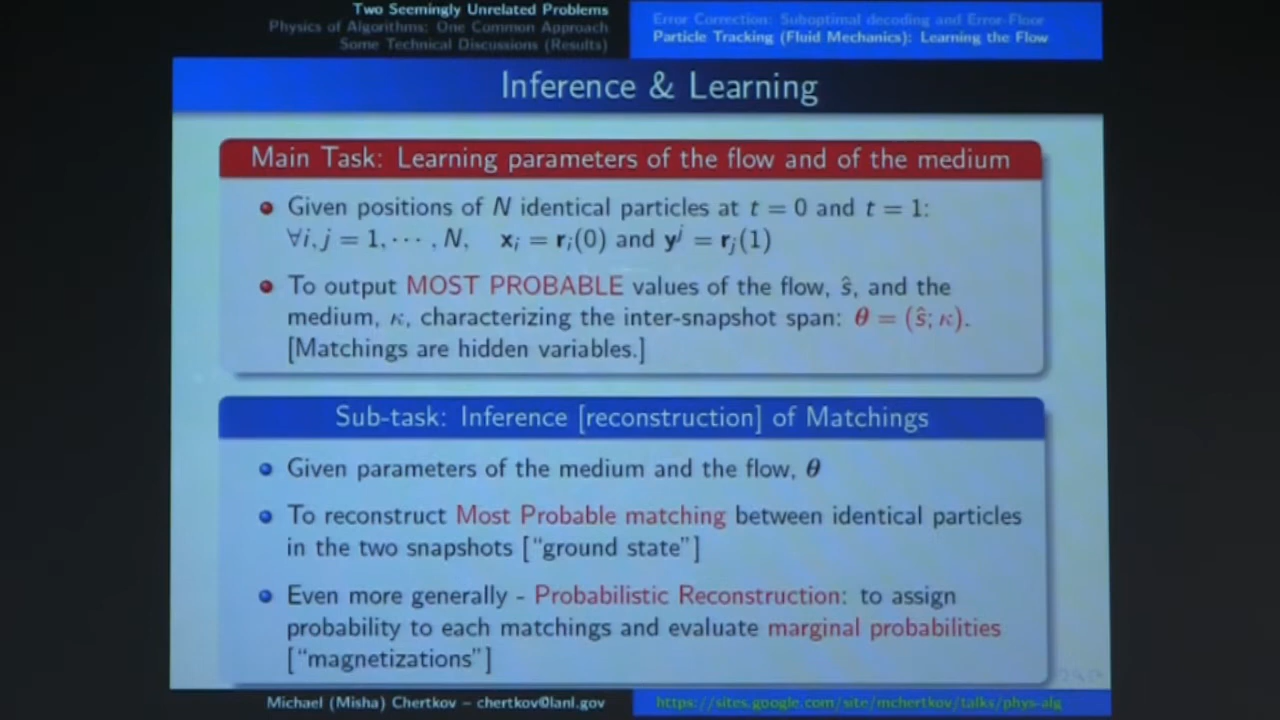 Two Seemingly Unrelated Problems
Physics of Algorithms: One Common Approach
Some Technical Discussions (Results)
Error Correction: Suboptimal decoding and Error-Floor
Particle Tracking (Fluid Mechanics): Learning the Flow
Inference & Learning
Main Task: Learning parameters of the flow and of the medium
Given positions of N identical particles at t = 0 and t = 1:
∀i, j = 1, ⋯ , N, xᵢ = rᵢ(0) and yʲ = rⱼ(1)
To output MOST PROBABLE values of the flow, ŝ, and the
medium, κ, characterizing the inter-snapshot span: θ = (ŝ; κ).
[Matchings are hidden variables.]
Sub-task: Inference [reconstruction] of Matchings
Given parameters of the medium and the flow, θ
To reconstruct Most Probable matching between identical particles
in the two snapshots [“ground state”]
Even more generally - Probabilistic Reconstruction: to assign
probability to each matchings and evaluate marginal probabilities
[“magnetizations”]
Michael (Misha) Chertkov – chertkov@lanl.gov
https://sites.google.com/site/mchertkov/talks/phys-alg